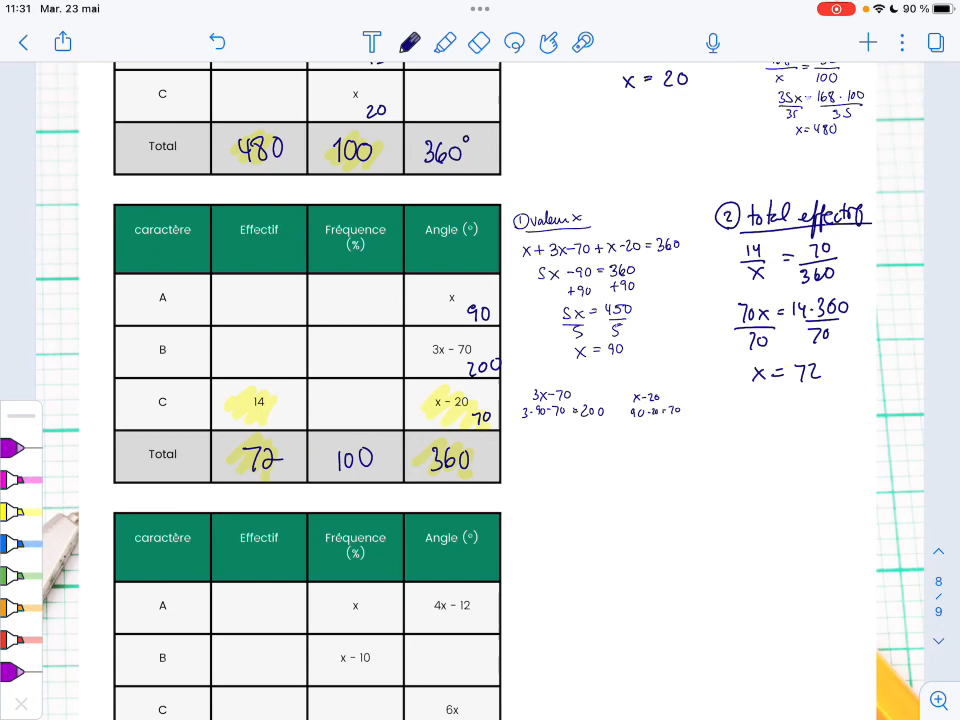 11:31 Mar. 23 mai
90 %
T
C x
20
Total 480 100 360°
x = 20
x 100
35x = 168 · 100
35 35
x = 480
caractère Effectif Fréquence (%) Angle (°)
A x
90
B 3x - 70
200
C 14 x - 20
70
Total 72 100 360
① valeur x
x + 3x - 70 + x - 20 = 360
5x - 90 = 360
+90 +90
5x = 450
5 5
x = 90
3x - 70
3 · 90 - 70 = 200
x - 20
90 - 20 = 70
② total effectif
14 = 70
x 360
70x = 14 · 360
70 70
x = 72
caractère Effectif Fréquence (%) Angle (°)
A x 4x - 12
B x - 10
C 6x
8
/
9